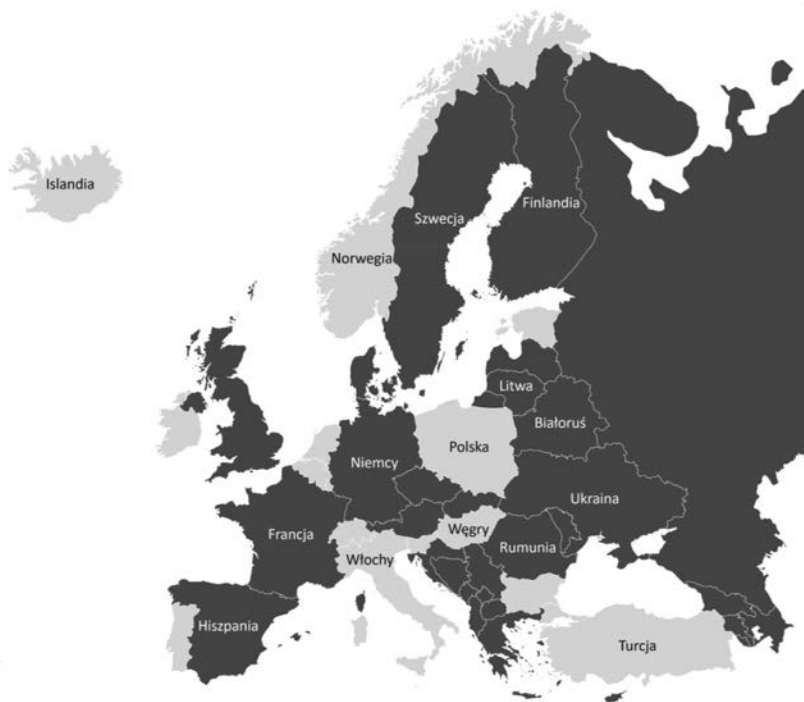 Islandia
Finlandia
Szwecja
Norwegia
Litwa
Białoruś
Polska
Niemcy
Ukraina
Francja
Węgry
Włochy
Rumunia
Hiszpania
Turcja